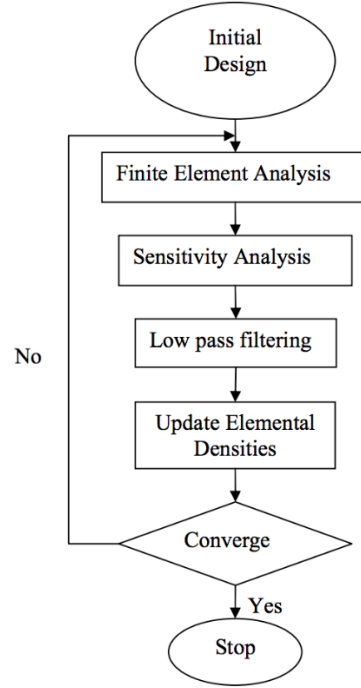 Initial
Design
Finite Element Analysis
Sensitivity Analysis
Low pass filtering
No
Update Elemental
Densities
Converge
Yes
Stop